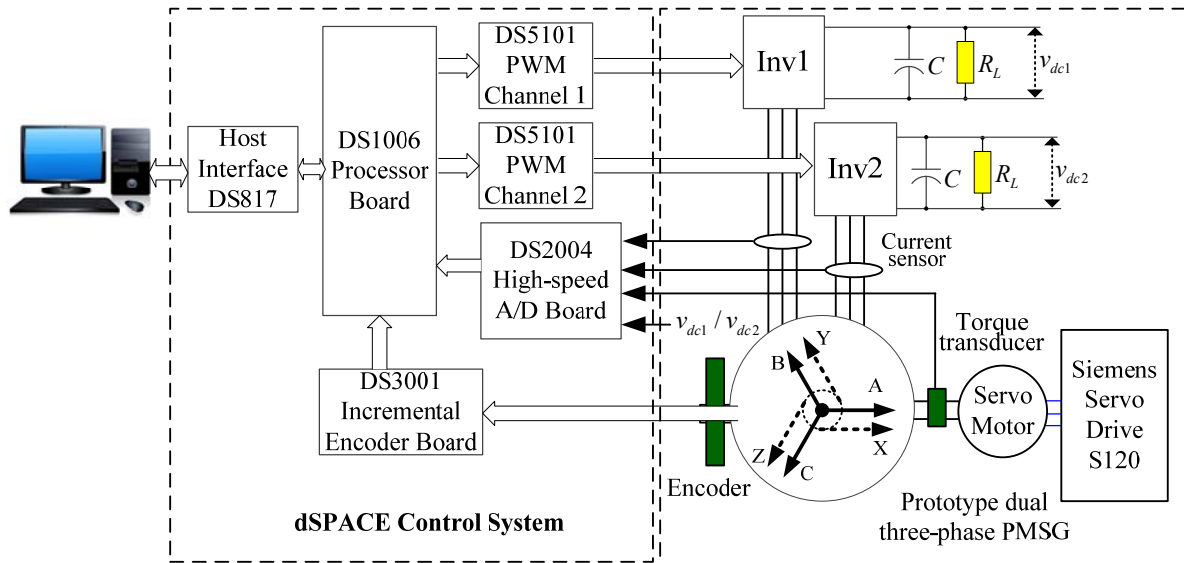 Host
Interface
DS817
DS1006
Processor
Board
DS5101
PWM
Channel 1
DS5101
PWM
Channel 2
DS2004
High-speed
A/D Board
DS3001
Incremental
Encoder Board
dSPACE Control System
Inv1
C
R_L
v_dc1
Inv2
C
R_L
v_dc2
Current
sensor
v_dc1 / v_dc2
Encoder
A
B
C
X
Y
Z
Torque
transducer
Servo
Motor
Siemens
Servo
Drive
S120
Prototype dual
three-phase PMSG